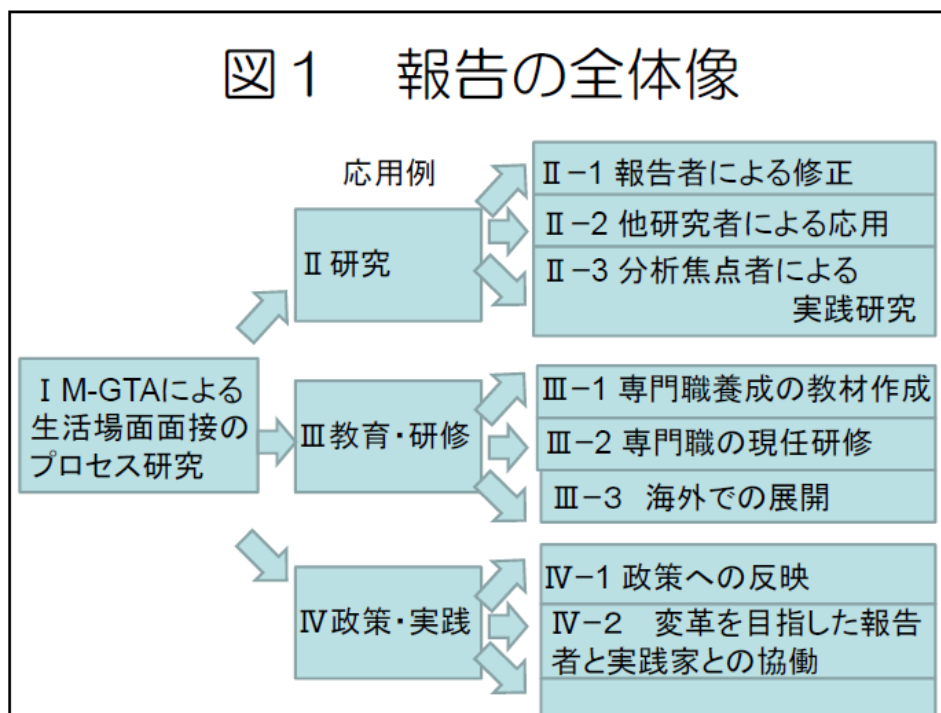 図１　報告の全体像
応用例
Ⅱ研究
Ⅱ−１報告者による修正
Ⅱ−２他研究者による応用
Ⅱ−３分析焦点者による
実践研究
Ⅰ M-GTAによる
生活場面面接の
プロセス研究
Ⅲ教育・研修
Ⅲ−１専門職養成の教材作成
Ⅲ−２専門職の現任研修
Ⅲ−３　海外での展開
Ⅳ政策・実践
Ⅳ−１政策への反映
Ⅳ−２　変革を目指した報告
者と実践家との協働